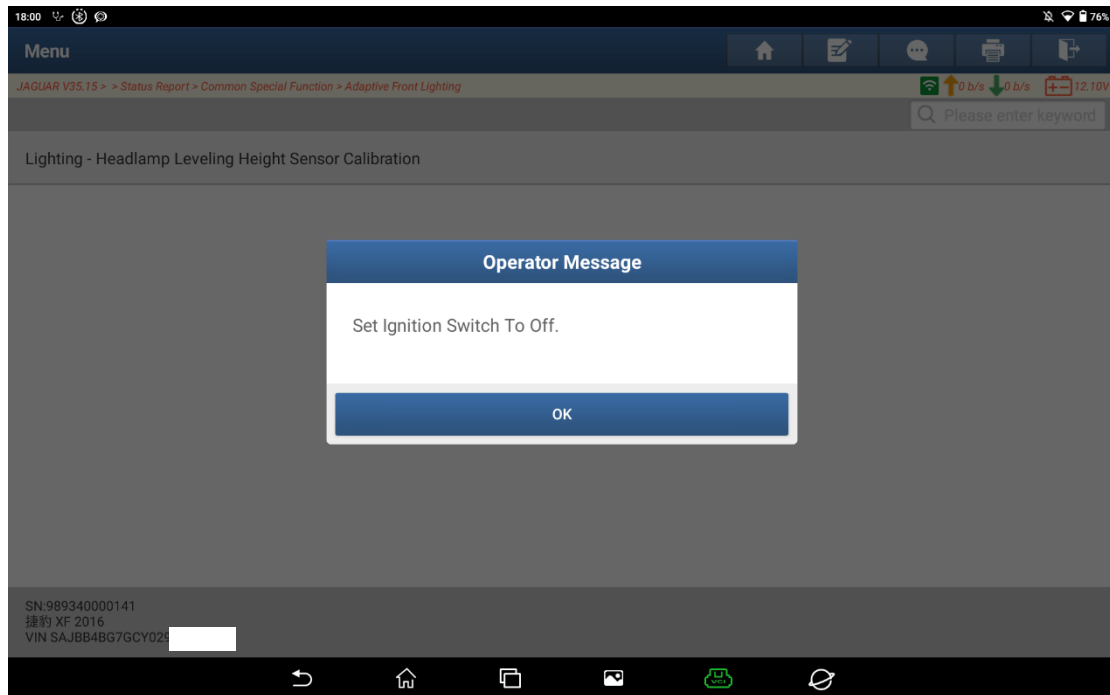 18:00
76%
Menu
JAGUAR V35.15 > > Status Report > Common Special Function > Adaptive Front Lighting
0 b/s 0 b/s 12.10V
Please enter keyword
Lighting - Headlamp Leveling Height Sensor Calibration
Operator Message
Set Ignition Switch To Off.
OK
SN:989340000141
捷豹 XF 2016
VIN SAJBB4BG7GCY029
VCI